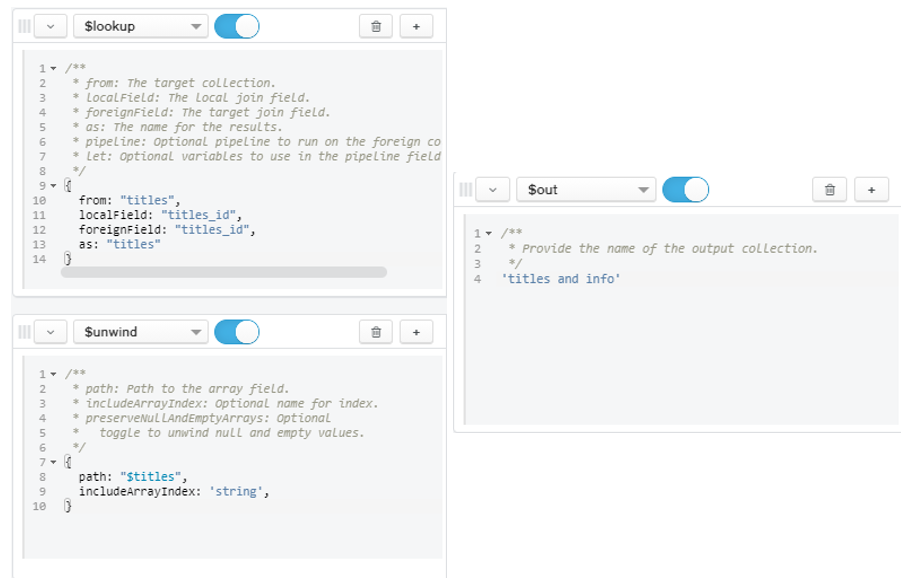 $lookup
+
1 /**
2 * from: The target collection.
3 * localField: The local join field.
4 * foreignField: The target join field.
5 * as: The name for the results.
6 * pipeline: Optional pipeline to run on the foreign co
7 * let: Optional variables to use in the pipeline field
8 */
9 {
10 from: "titles",
11 localField: "titles_id",
12 foreignField: "titles_id",
13 as: "titles"
14 }
$unwind
+
1 /**
2 * path: Path to the array field.
3 * includeArrayIndex: Optional name for index.
4 * preserveNullAndEmptyArrays: Optional
5 * toggle to unwind null and empty values.
6 */
7 {
8 path: "$titles",
9 includeArrayIndex: 'string',
10 }
$out
+
1 /**
2 * Provide the name of the output collection.
3 */
4 'titles and info'